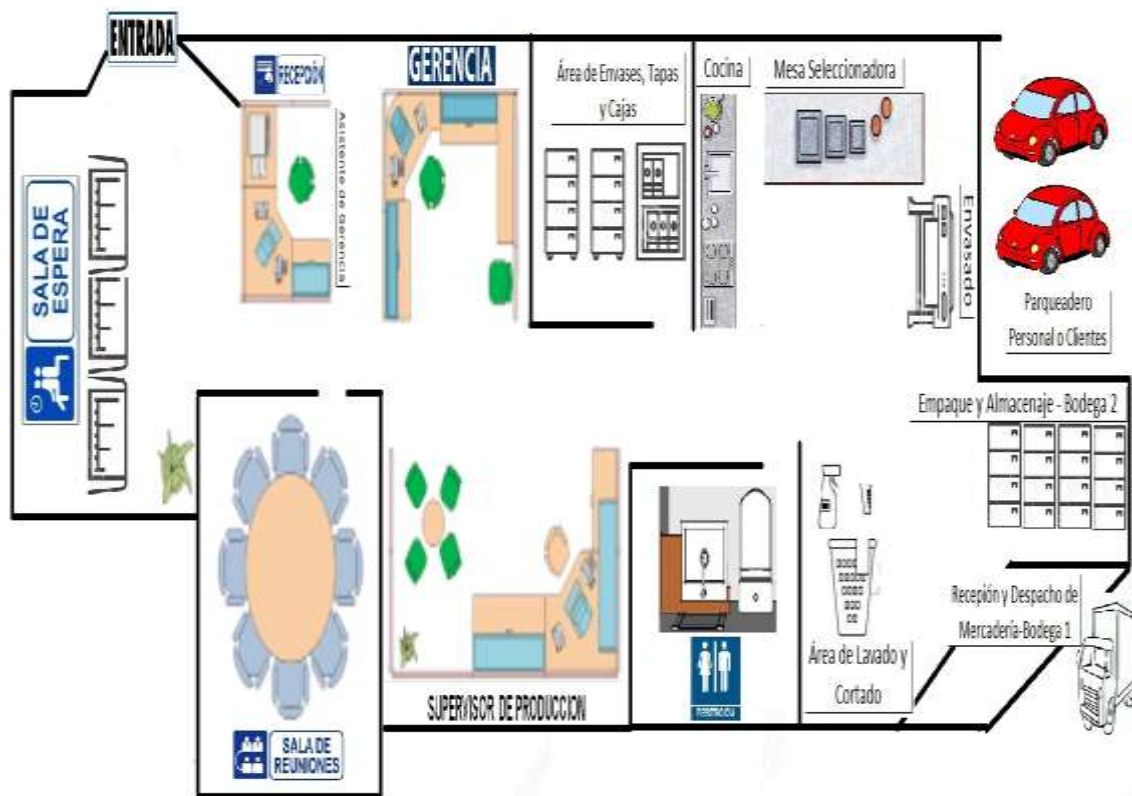 ENTRADA
RECEPCIÓN
Asistente de Gerencia
GERENCIA
Área de Envases, Tapas
y Cajas
Cocina
Mesa Seleccionadora
Envasado
Parqueadero
Personal o Clientes
SALA DE
ESPERA
Empaque y Almacenaje - Bodega 2
Recepión y Despacho de
Mercadería-Bodega 1
Área de Lavado y
Cortado
SUPERVISOR DE PRODUCCION
SALA DE
REUNIONES